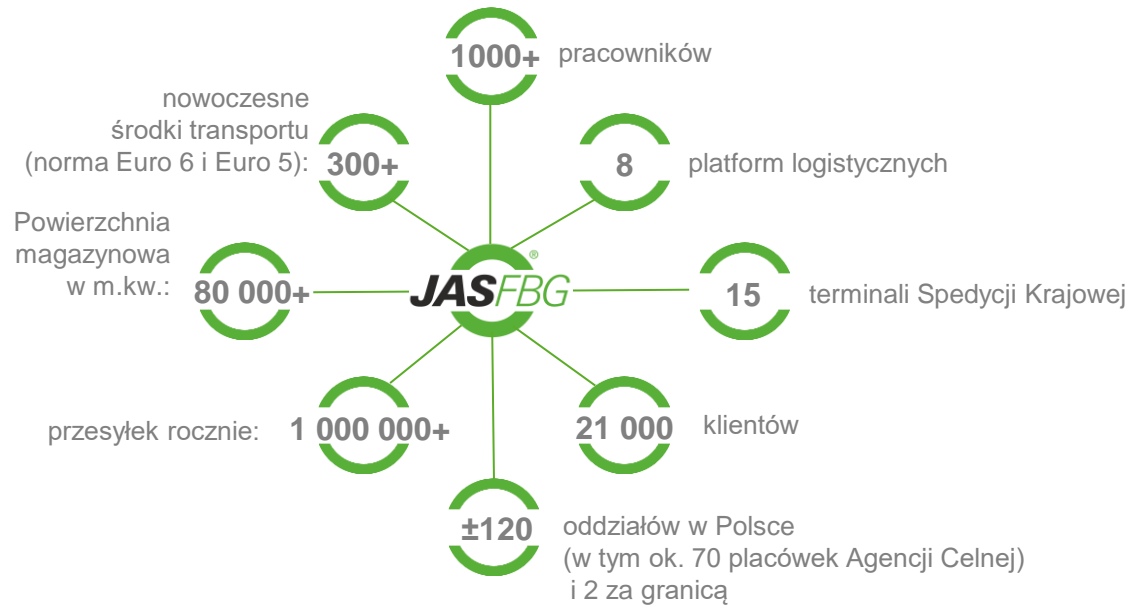 1000+ pracowników
nowoczesne
środki transportu
(norma Euro 6 i Euro 5): 300+
8 platform logistycznych
Powierzchnia
magazynowa
w m.kw.: 80 000+
JASFBG®
15 terminali Spedycji Krajowej
przesyłek rocznie: 1 000 000+
21 000 klientów
±120 oddziałów w Polsce
(w tym ok. 70 placówek Agencji Celnej)
i 2 za granicą